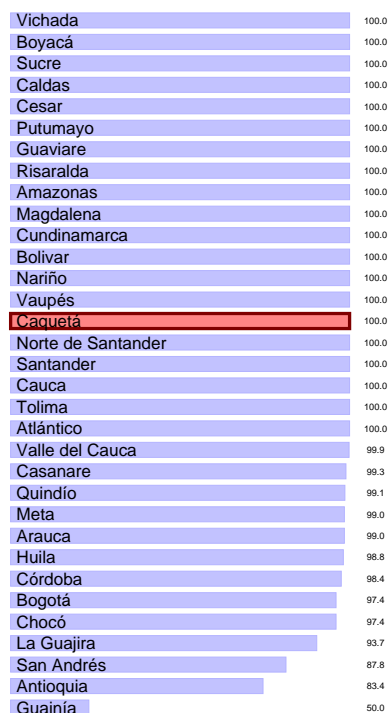 Vichada 100.0
Boyacá 100.0
Sucre 100.0
Caldas 100.0
Cesar 100.0
Putumayo 100.0
Guaviare 100.0
Risaralda 100.0
Amazonas 100.0
Magdalena 100.0
Cundinamarca 100.0
Bolivar 100.0
Nariño 100.0
Vaupés 100.0
Caquetá 100.0
Norte de Santander 100.0
Santander 100.0
Cauca 100.0
Tolima 100.0
Atlántico 100.0
Valle del Cauca 99.9
Casanare 99.3
Quindío 99.1
Meta 99.0
Arauca 99.0
Huila 98.8
Córdoba 98.4
Bogotá 97.4
Chocó 97.4
La Guajira 93.7
San Andrés 87.8
Antioquia 83.4
Guainía 50.0